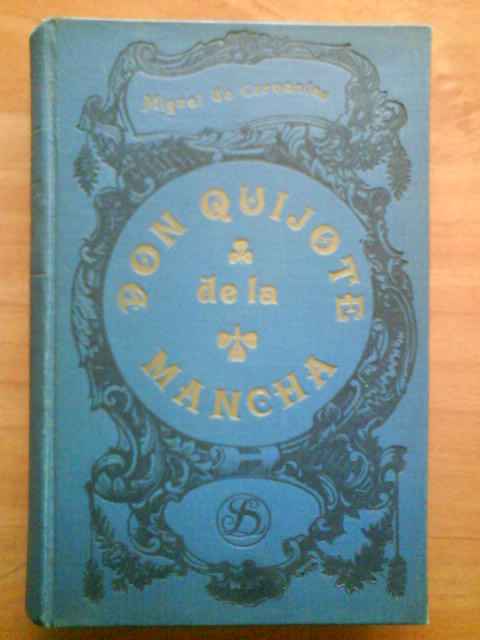 Miguel de Cervantes
DON QUIJOTE
de la
MANCHA